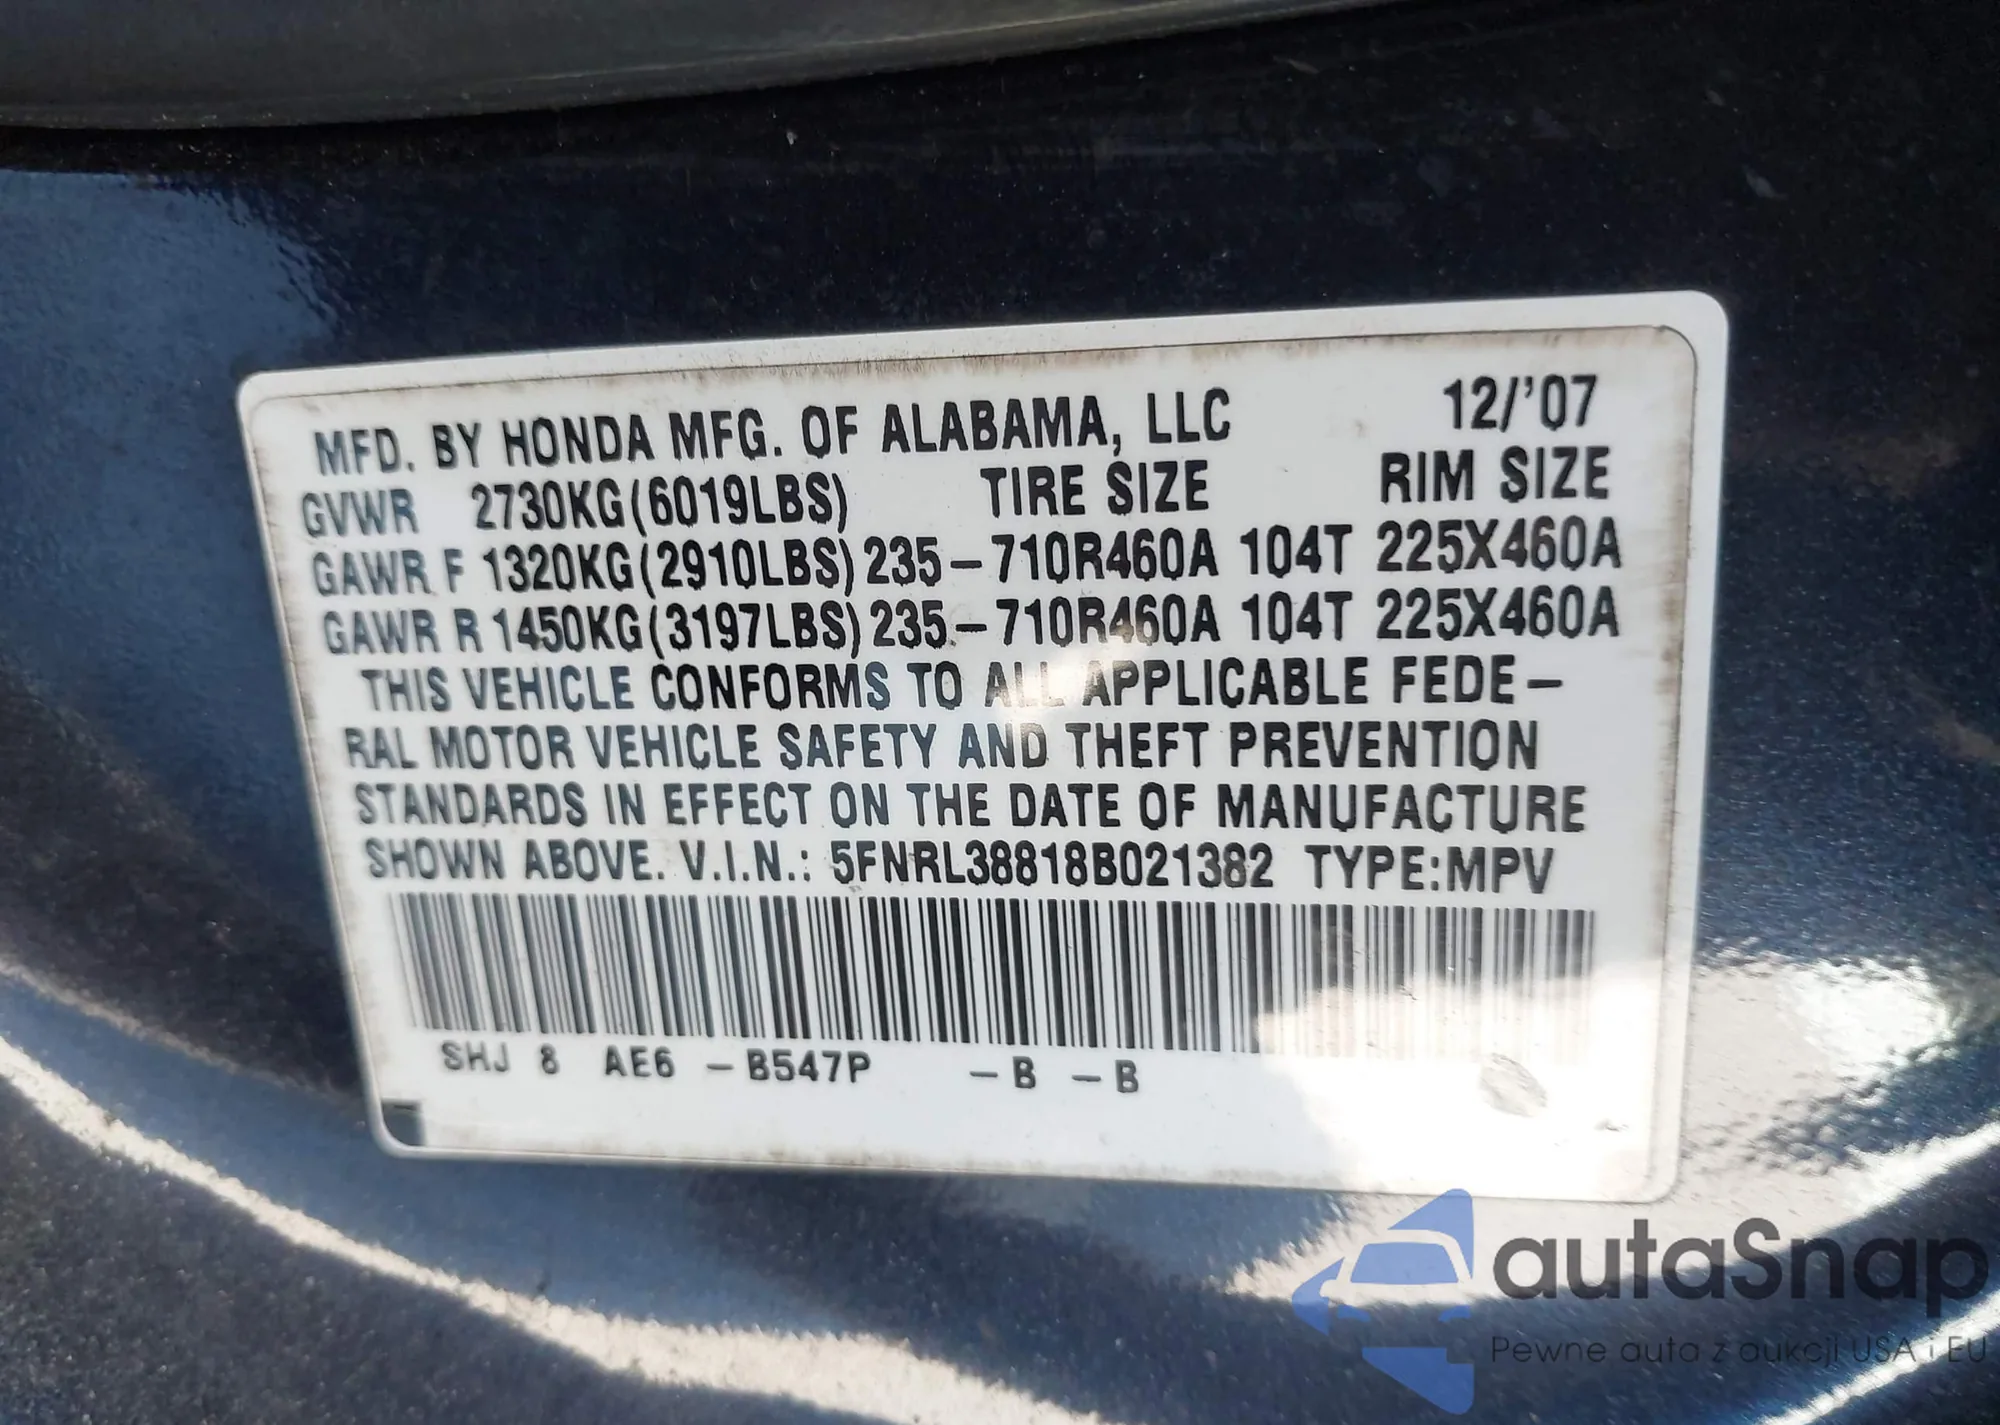 MFD. BY HONDA MFG. OF ALABAMA, LLC 12/'07
GVWR 2730KG(6019LBS) TIRE SIZE RIM SIZE
GAWR F 1320KG(2910LBS) 235-710R460A 104T 225X460A
GAWR R 1450KG(3197LBS) 235-710R460A 104T 225X460A
THIS VEHICLE CONFORMS TO ALL APPLICABLE FEDE-
RAL MOTOR VEHICLE SAFETY AND THEFT PREVENTION
STANDARDS IN EFFECT ON THE DATE OF MANUFACTURE
SHOWN ABOVE. V.I.N.: 5FNRL38818B021382 TYPE:MPV
SHJ 8 AE6 -B547P -B -B
autaSnap
Pewne auta z aukcji USA i EU